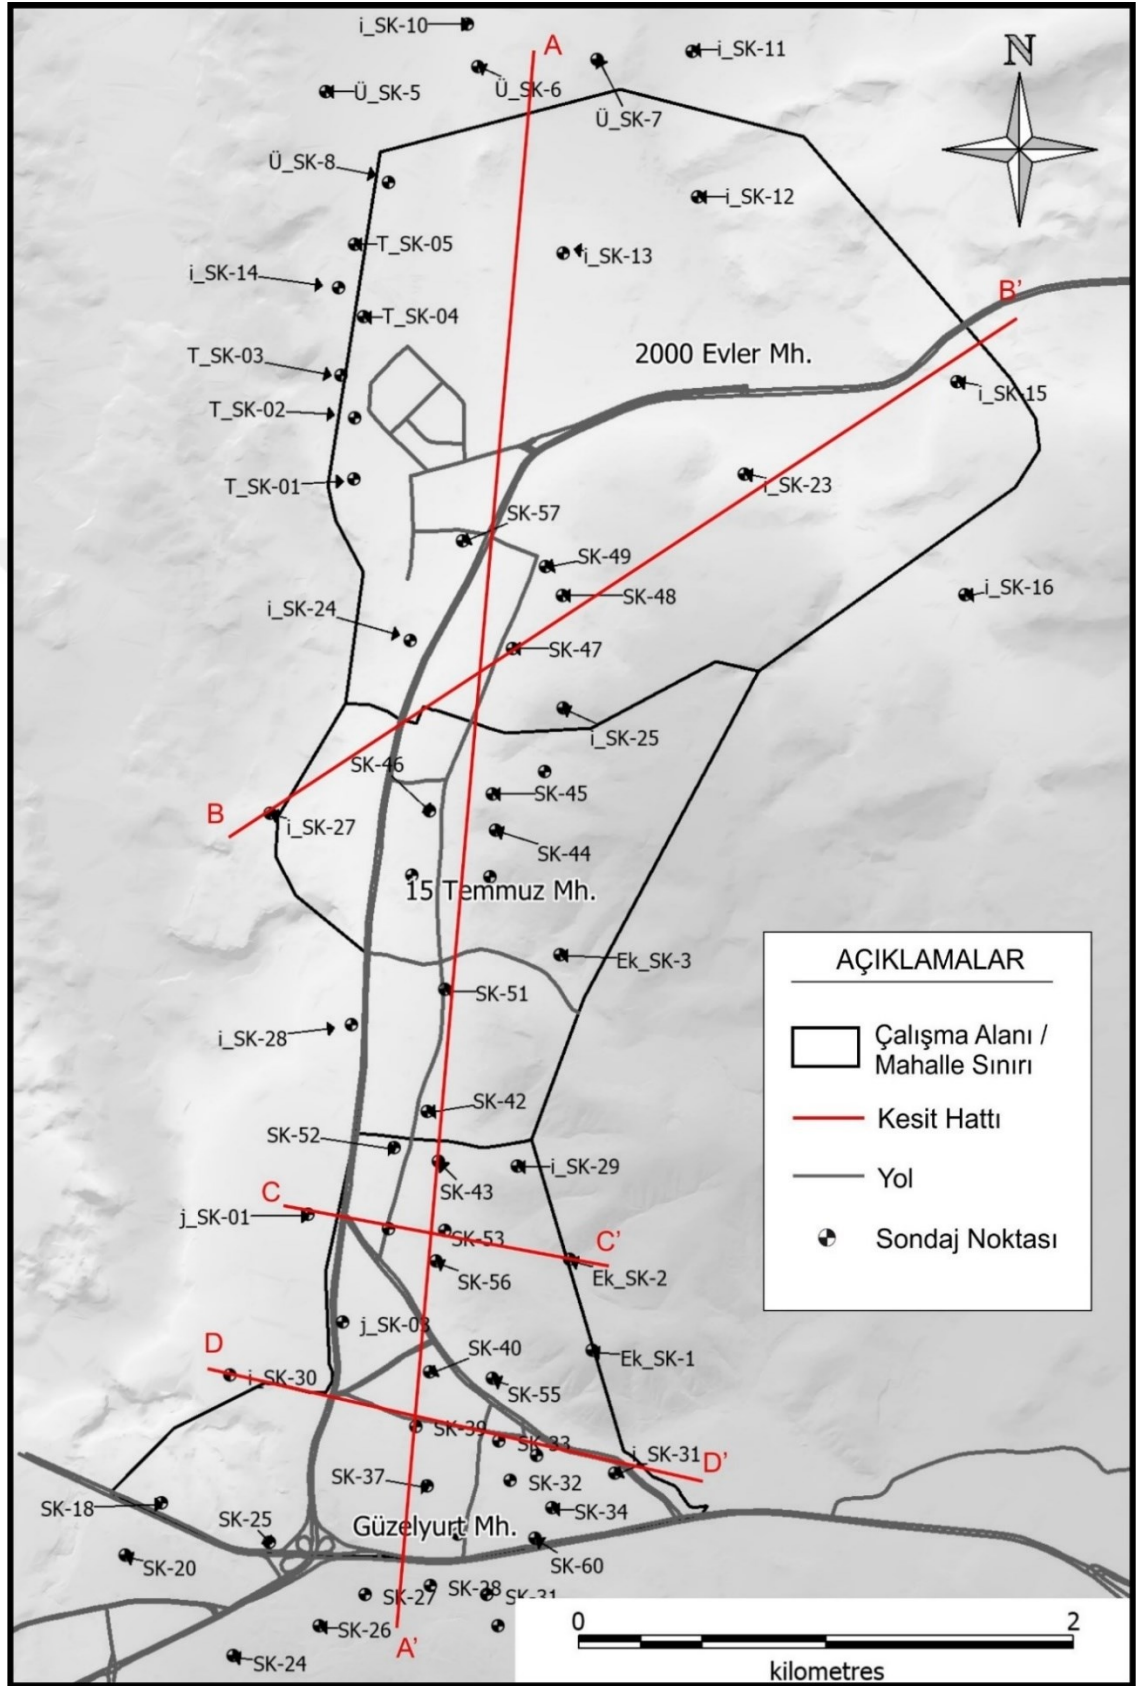 i_SK-10
A
N
i_SK-11
Ü_SK-5
Ü_SK-6
Ü_SK-7
Ü_SK-8
i_SK-12
T_SK-05
i_SK-13
i_SK-14
B’
T_SK-04
T_SK-03
2000 Evler Mh.
i_SK-15
T_SK-02
T_SK-01
i_SK-23
SK-57
SK-49
i_SK-24
SK-48
i_SK-16
SK-47
i_SK-25
SK-46
SK-45
B
i_SK-27
SK-44
15 Temmuz Mh.
Ek_SK-3
AÇIKLAMALAR
SK-51
i_SK-28
Çalışma Alanı /
Mahalle Sınırı
SK-42
Kesit Hattı
SK-52
i_SK-29
SK-43
Yol
C
j_SK-01
SK-53
C’
Sondaj Noktası
SK-56
Ek_SK-2
j_SK-03
D
SK-40
Ek_SK-1
i_SK-30
SK-55
SK-39
SK-33
i_SK-31
D’
SK-37
SK-32
SK-18
SK-34
SK-25
Güzelyurt Mh.
SK-60
SK-20
SK-27
SK-28
SK-31
SK-26
A’
0
2
SK-24
kilometres